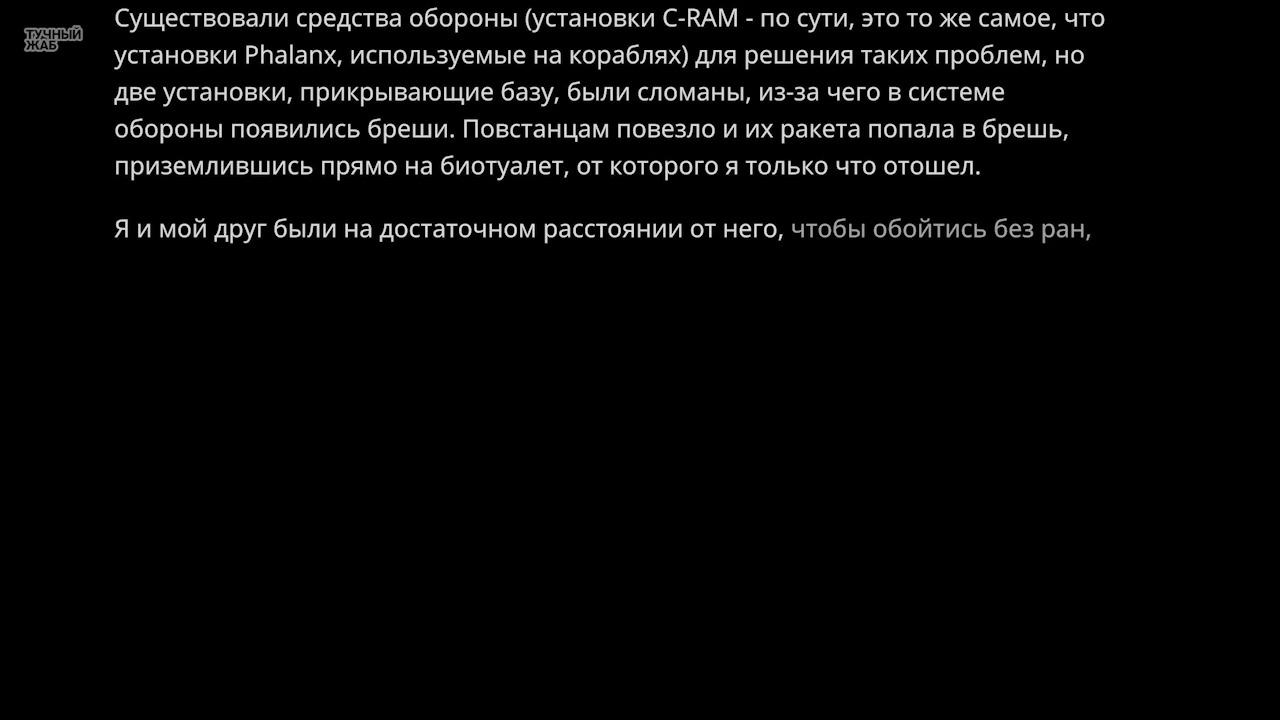 ТУЧНЫЙ
ЖАБ
Существовали средства обороны (установки C-RAM - по сути, это то же самое, что
установки Phalanx, используемые на кораблях) для решения таких проблем, но
две установки, прикрывающие базу, были сломаны, из-за чего в системе
обороны появились бреши. Повстанцам повезло и их ракета попала в брешь,
приземлившись прямо на биотуалет, от которого я только что отошел.
Я и мой друг были на достаточном расстоянии от него, чтобы обойтись без ран,